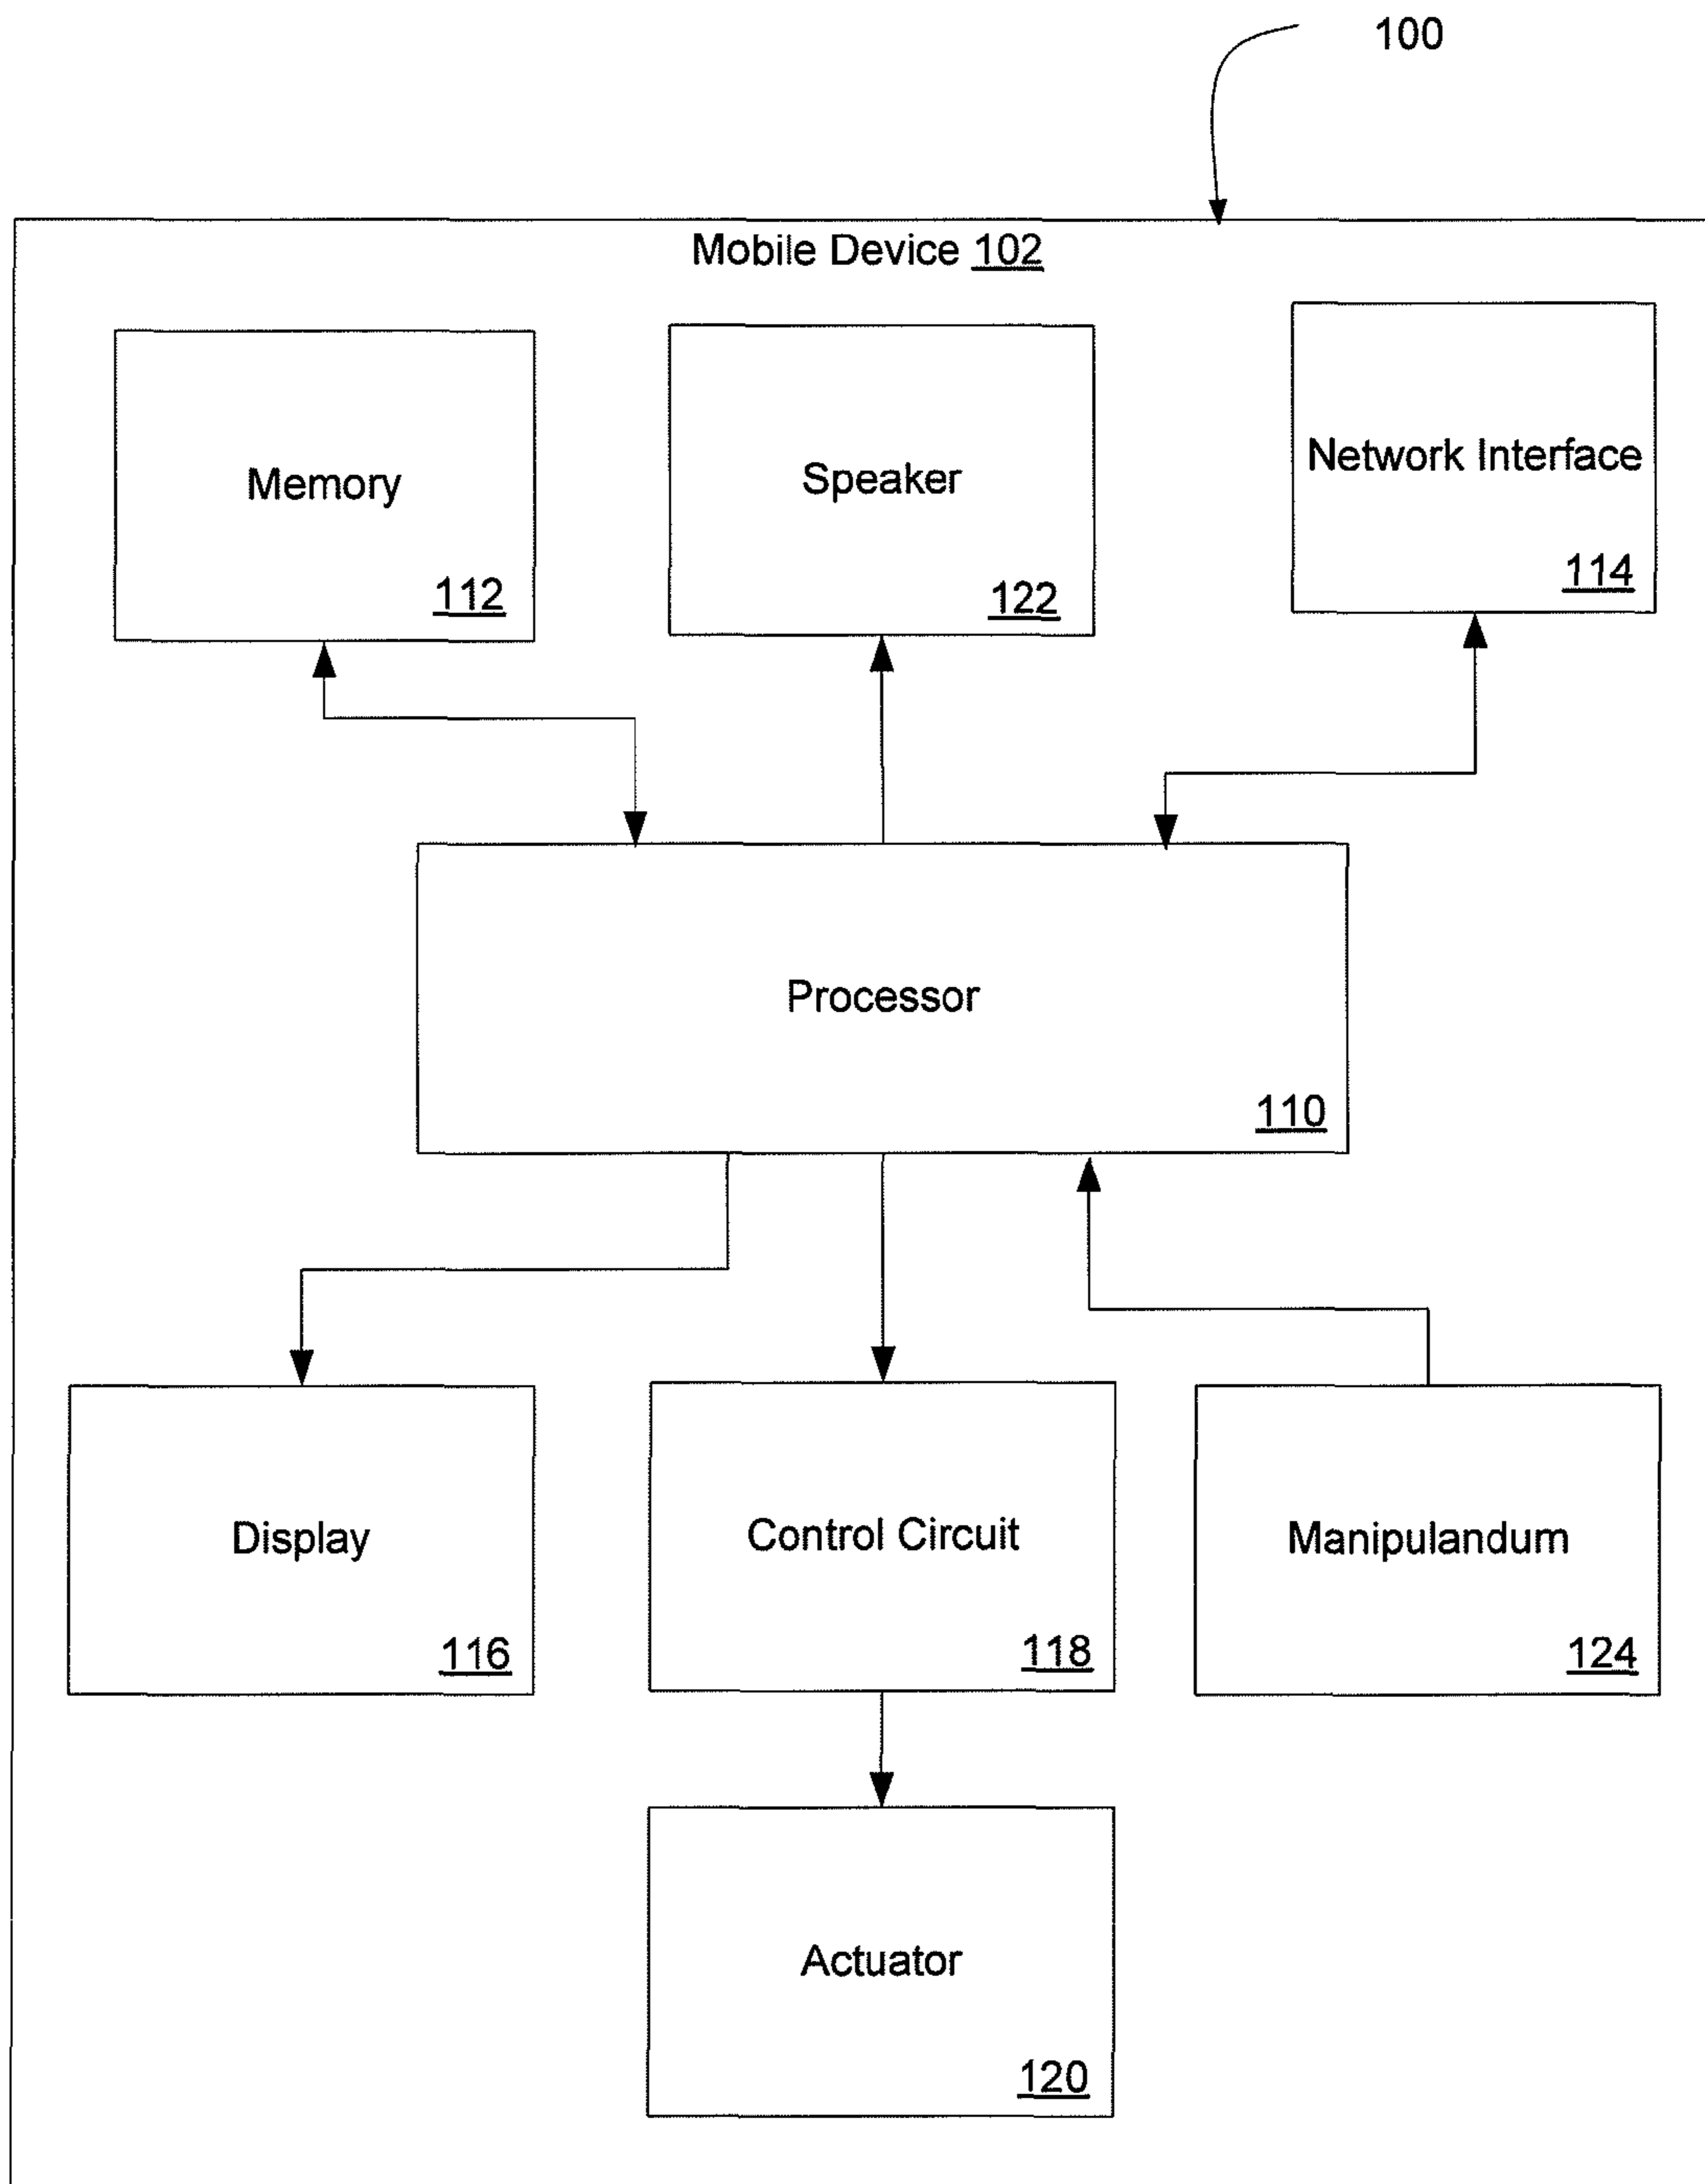 100
Mobile Device 102
Memory
112
Speaker
122
Network Interface
114
Processor
110
Display
116
Control Circuit
118
Manipulandum
124
Actuator
120